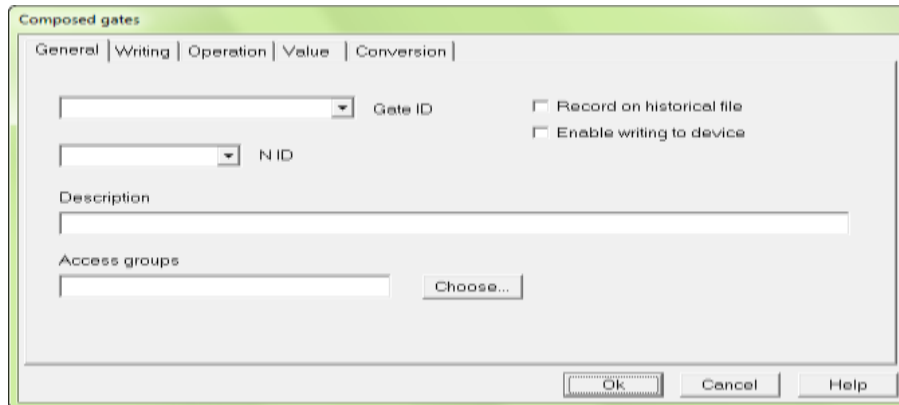 Composed gates
General Writing Operation Value Conversion
Gate ID
Record on historical file
Enable writing to device
N ID
Description
Access groups
Choose...
Ok Cancel Help